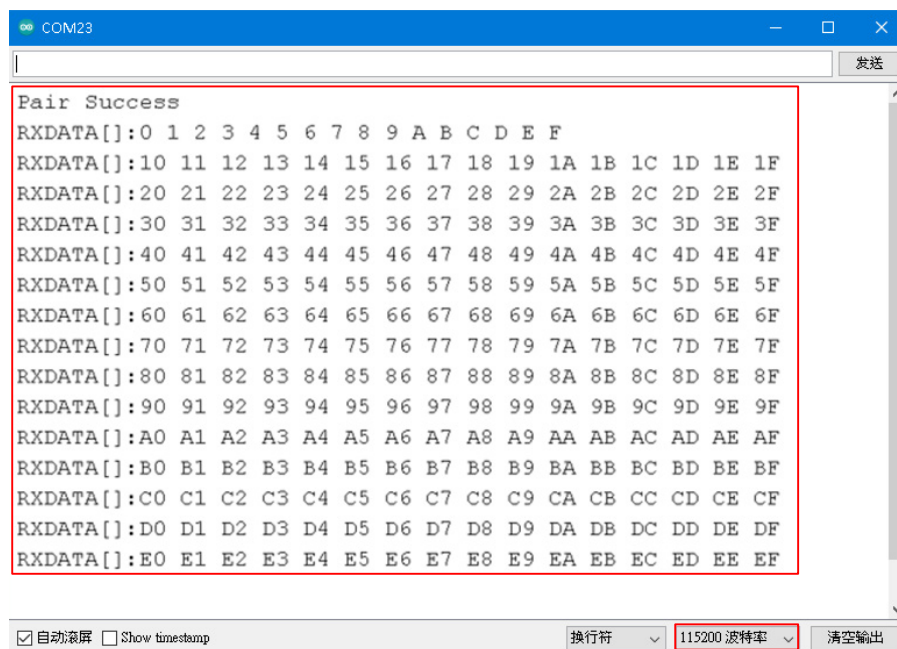 COM23
发送
Pair Success
RXDATA[]:0 1 2 3 4 5 6 7 8 9 A B C D E F
RXDATA[]:10 11 12 13 14 15 16 17 18 19 1A 1B 1C 1D 1E 1F
RXDATA[]:20 21 22 23 24 25 26 27 28 29 2A 2B 2C 2D 2E 2F
RXDATA[]:30 31 32 33 34 35 36 37 38 39 3A 3B 3C 3D 3E 3F
RXDATA[]:40 41 42 43 44 45 46 47 48 49 4A 4B 4C 4D 4E 4F
RXDATA[]:50 51 52 53 54 55 56 57 58 59 5A 5B 5C 5D 5E 5F
RXDATA[]:60 61 62 63 64 65 66 67 68 69 6A 6B 6C 6D 6E 6F
RXDATA[]:70 71 72 73 74 75 76 77 78 79 7A 7B 7C 7D 7E 7F
RXDATA[]:80 81 82 83 84 85 86 87 88 89 8A 8B 8C 8D 8E 8F
RXDATA[]:90 91 92 93 94 95 96 97 98 99 9A 9B 9C 9D 9E 9F
RXDATA[]:A0 A1 A2 A3 A4 A5 A6 A7 A8 A9 AA AB AC AD AE AF
RXDATA[]:B0 B1 B2 B3 B4 B5 B6 B7 B8 B9 BA BB BC BD BE BF
RXDATA[]:C0 C1 C2 C3 C4 C5 C6 C7 C8 C9 CA CB CC CD CE CF
RXDATA[]:D0 D1 D2 D3 D4 D5 D6 D7 D8 D9 DA DB DC DD DE DF
RXDATA[]:E0 E1 E2 E3 E4 E5 E6 E7 E8 E9 EA EB EC ED EE EF
自动滚屏 Show timestamp 换行符 115200 波特率 清空输出